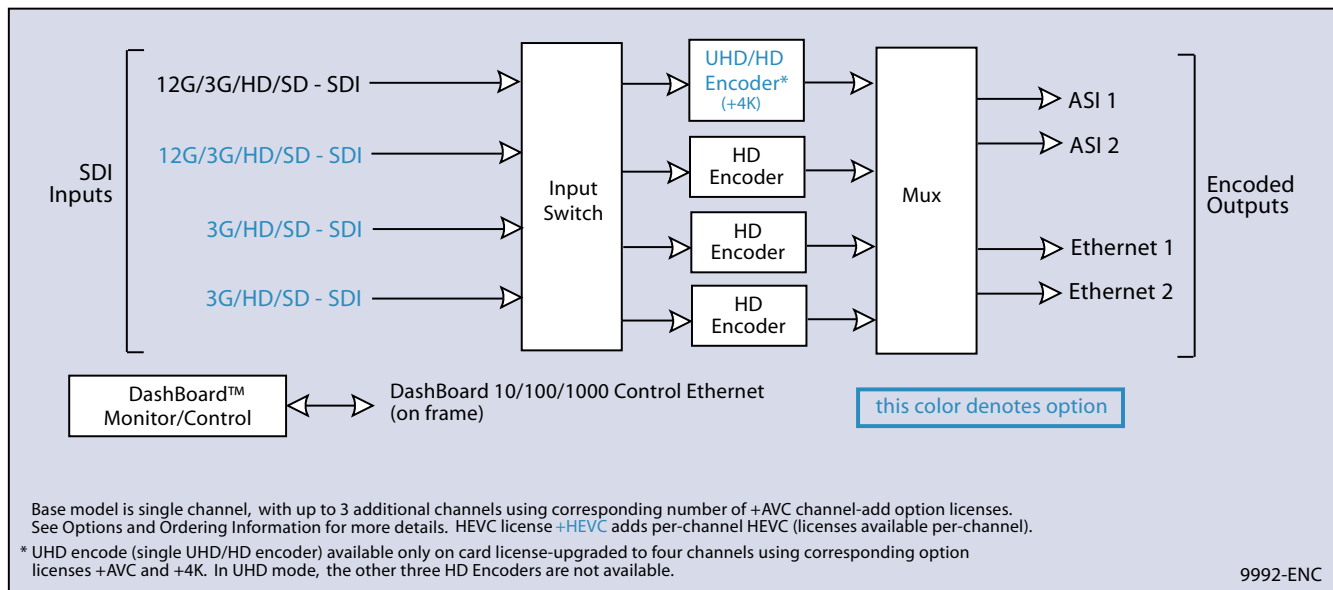 SDI
Inputs
12G/3G/HD/SD - SDI
12G/3G/HD/SD - SDI
3G/HD/SD - SDI
3G/HD/SD - SDI
Input
Switch
UHD/HD
Encoder*
(+4K)
HD
Encoder
HD
Encoder
HD
Encoder
Mux
ASI 1
ASI 2
Ethernet 1
Ethernet 2
Encoded
Outputs
DashBoard™
Monitor/Control
DashBoard 10/100/1000 Control Ethernet
(on frame)
this color denotes option
Base model is single channel, with up to 3 additional channels using corresponding number of +AVC channel-add option licenses.
See Options and Ordering Information for more details. HEVC license +HEVC adds per-channel HEVC (licenses available per-channel).
* UHD encode (single UHD/HD encoder) available only on card license-upgraded to four channels using corresponding option
licenses +AVC and +4K. In UHD mode, the other three HD Encoders are not available.
9992-ENC